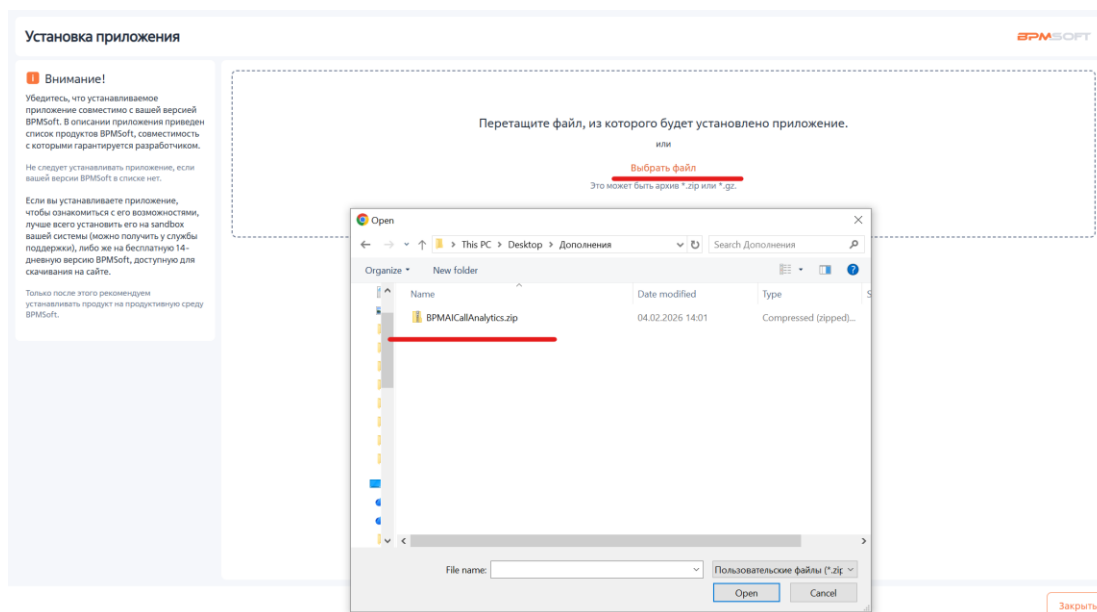 Установка приложения
BPMSOFT
Внимание!
Убедитесь, что устанавливаемое
приложение совместимо с вашей версией
BPMSoft. В описании приложения приведен
список продуктов BPMSoft, совместимость
с которыми гарантируется разработчиком.
Не следует устанавливать приложение, если
вашей версии BPMSoft в списке нет.
Если вы устанавливаете приложение,
чтобы ознакомиться с его возможностями,
лучше всего установить его на sandbox
вашей системы (можно получить у службы
поддержки), либо же на бесплатную 14-
дневную версию BPMSoft, доступную для
скачивания на сайте.
Только после этого рекомендуем
устанавливать продукт на продуктивную среду
BPMSoft.
Перетащите файл, из которого будет установлено приложение.
или
Выбрать файл
Это может быть архив *.zip или *.gz.
Open
This PC > Desktop > Дополнения
Search Дополнения
Organize
New folder
Name Date modified Type S
BPMAICallAnalytics.zip 04.02.2026 14:01 Compressed (zipped)...
File name:
Пользовательские файлы (*.zip
Open Cancel
Закрыть